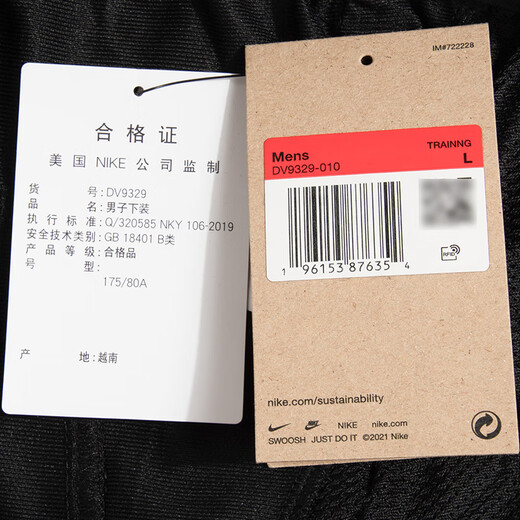 合格证
美国 NIKE 公司监制
货号:DV9329
品名:男子下装
执行标准:Q/320585 NKY 106-2019
安全技术类别:GB 18401 B类
产品等级:合格品
号型:
175/80A
产地:越南
IM#722228
TRAINNG
Mens L
DV9329-010
1 96153 87635 4
RFID
nike.com/sustainability
NIKE nike.com
SWOOSH JUST DO IT ©2021 Nike